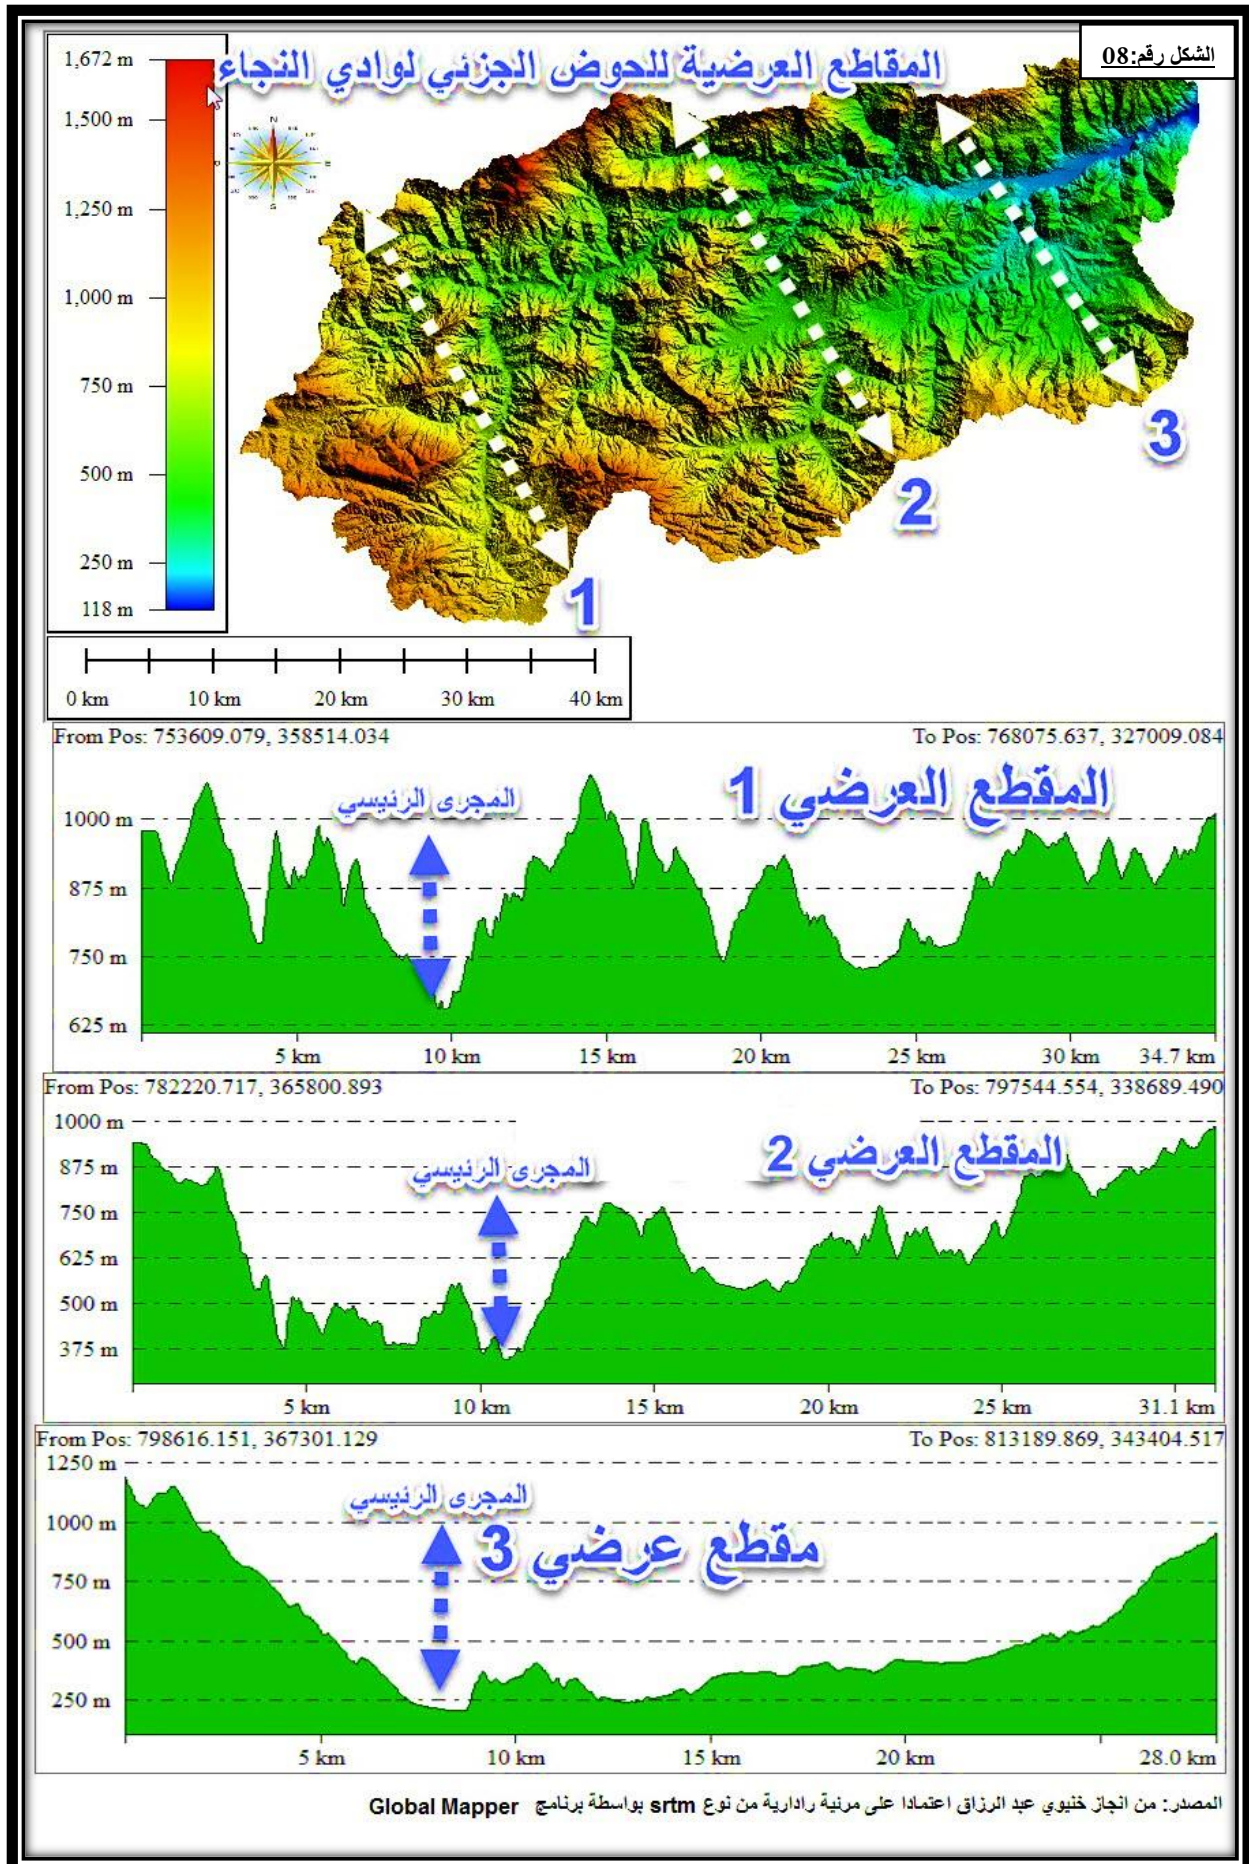 الشكل رقم:08
المقاطع العرضية للحوض الجزئي لوادي النجاء
1,672 m
1,500 m
1,250 m
1,000 m
750 m
500 m
250 m
118 m
N
S
1
2
3
0 km 10 km 20 km 30 km 40 km
From Pos: 753609.079, 358514.034 To Pos: 768075.637, 327009.084
المقطع العرضي 1
المجرى الرئيسي
1000 m
875 m
750 m
625 m
5 km 10 km 15 km 20 km 25 km 30 km 34.7 km
From Pos: 782220.717, 365800.893 To Pos: 797544.554, 338689.490
1000 m
المقطع العرضي 2
المجرى الرئيسي
875 m
750 m
625 m
500 m
375 m
5 km 10 km 15 km 20 km 25 km 31.1 km
From Pos: 798616.151, 367301.129 To Pos: 813189.869, 343404.517
1250 m
المجرى الرئيسي
1000 m
مقطع عرضي 3
750 m
500 m
250 m
5 km 10 km 15 km 20 km 28.0 km
المصدر: من انجاز خنيوي عبد الرزاق اعتمادا على مرئية رادارية من نوع srtm بواسطة برنامج Global Mapper